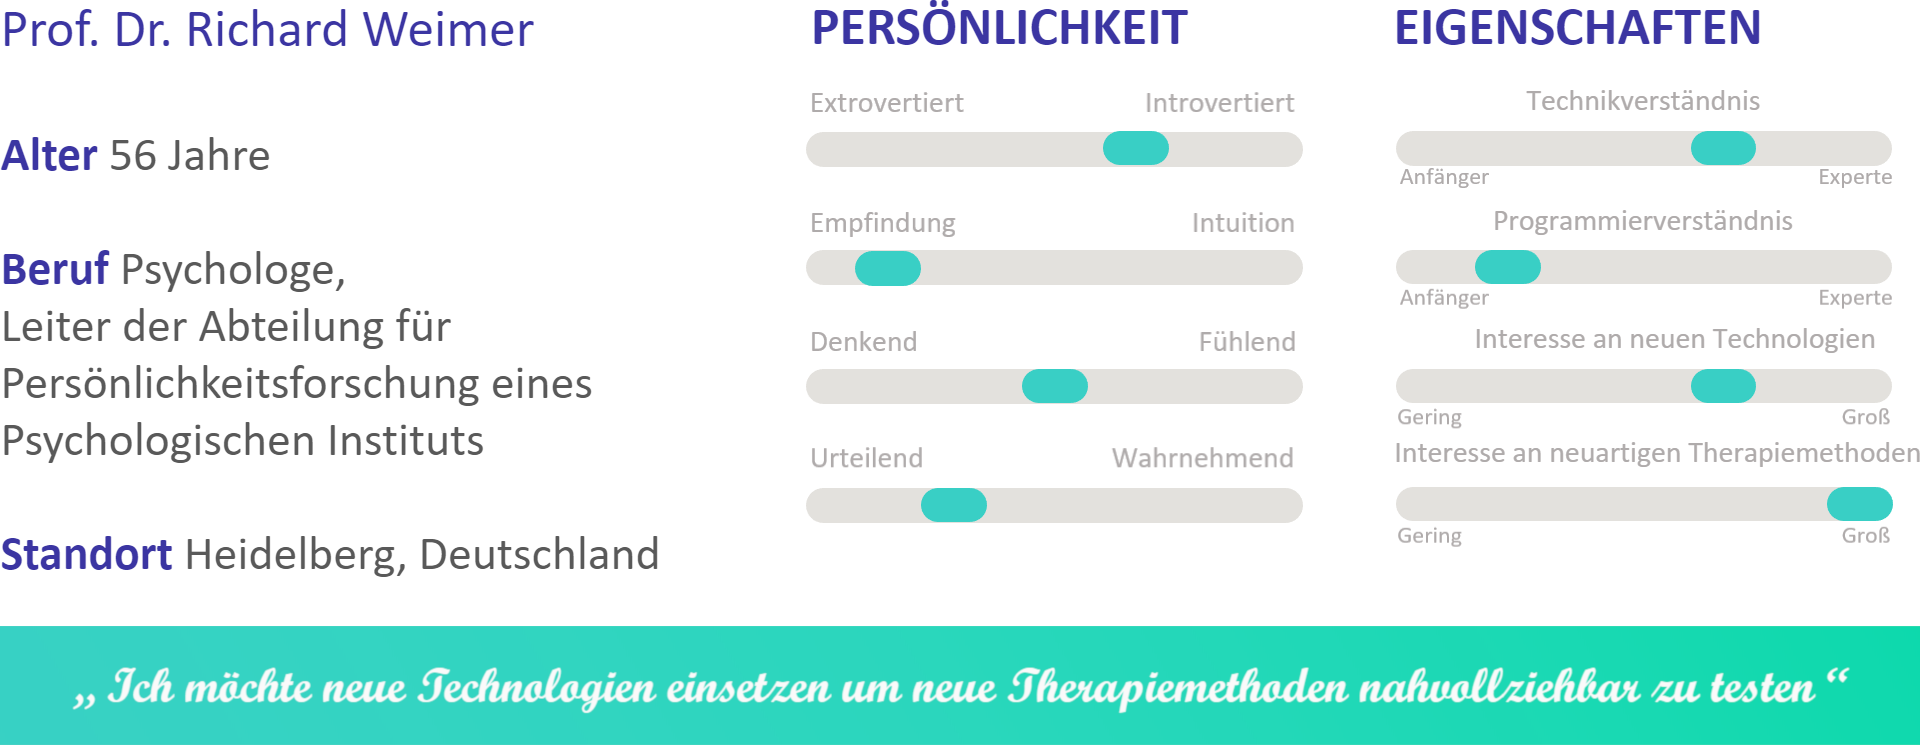 Prof. Dr. Richard Weimer
Alter 56 Jahre
Beruf Psychologe,
Leiter der Abteilung für
Persönlichkeitsforschung eines
Psychologischen Instituts
Standort Heidelberg, Deutschland
PERSÖNLICHKEIT
Extrovertiert Introvertiert
Empfindung Intuition
Denkend Fühlend
Urteilend Wahrnehmend
EIGENSCHAFTEN
Technikverständnis
Anfänger Experte
Programmierverständnis
Anfänger Experte
Interesse an neuen Technologien
Gering Groß
Interesse an neuartigen Therapiemethoden
Gering Groß
„ Ich möchte neue Technologien einsetzen um neue Therapiemethoden nahvollziehbar zu testen “